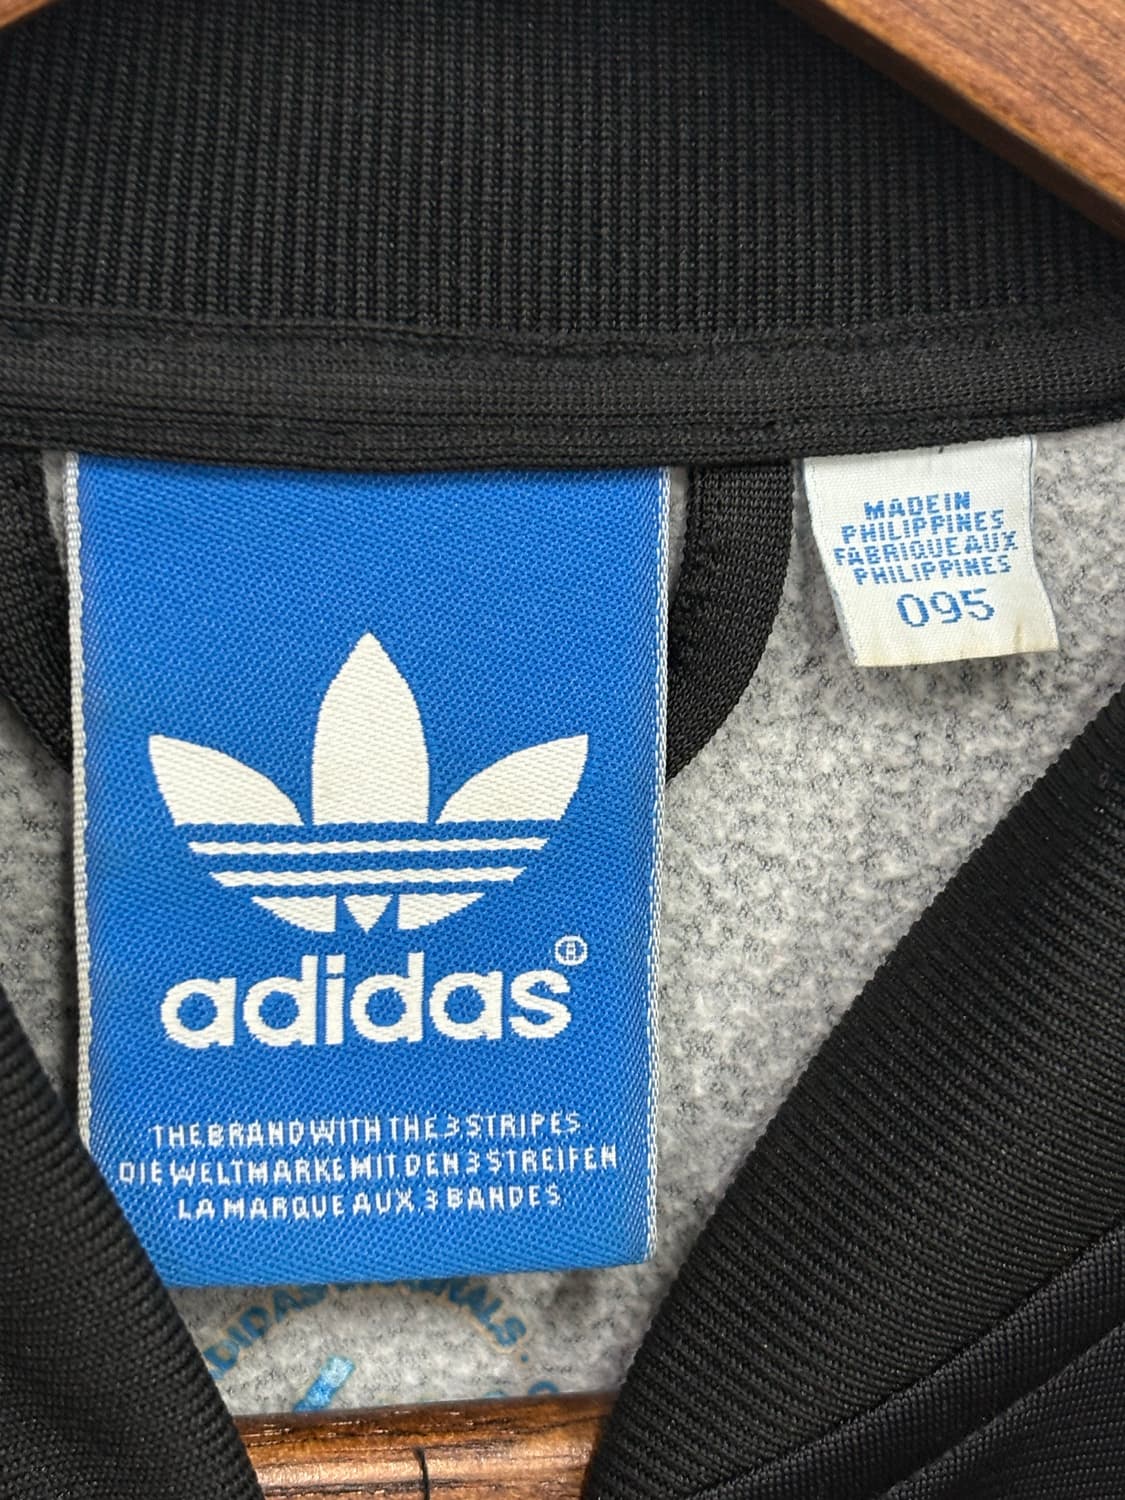 adidas®
THE BRAND WITH THE 3 STRIPES
DIE WELTMARKE MIT DEN 3 STREIFEN
LA MARQUE AUX 3 BANDES
MADE IN
PHILIPPINES
FABRIQUE AUX
PHILIPPINES
095
ADIDAS